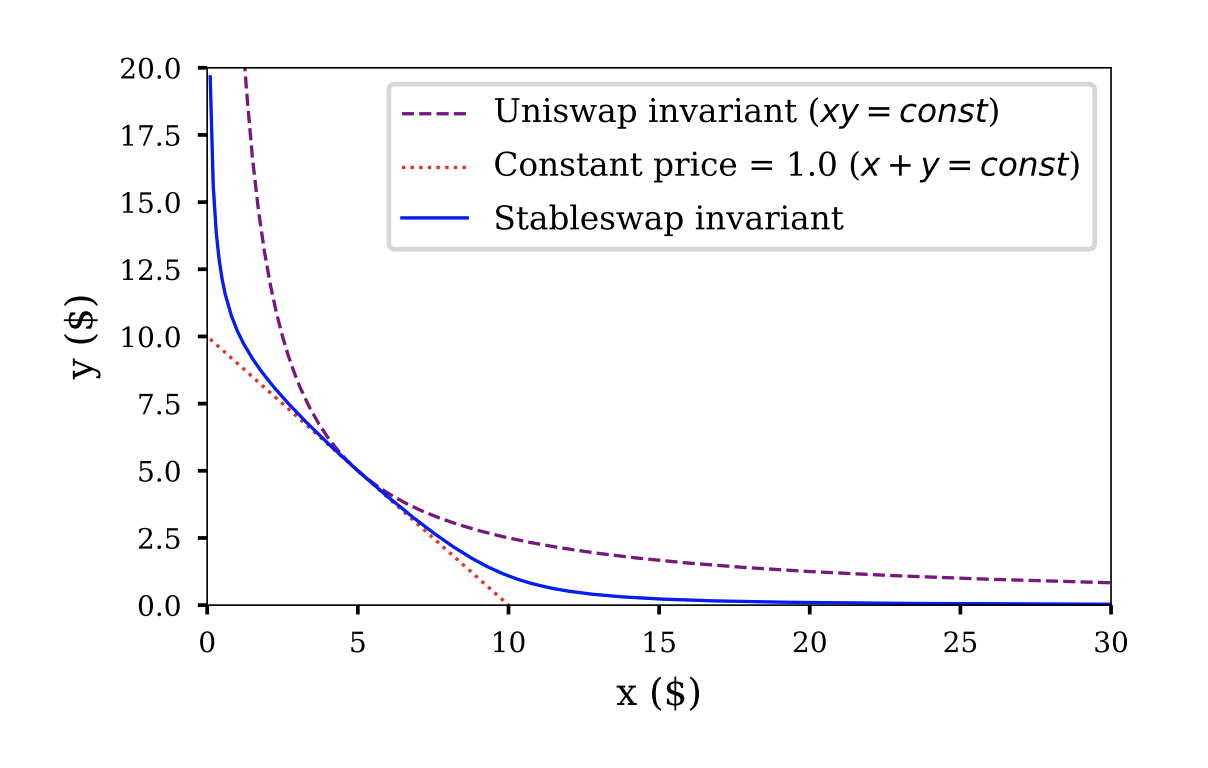 20.0
17.5
15.0
12.5
10.0
7.5
5.0
2.5
0.0
y ($)
Uniswap invariant (xy = const)
Constant price = 1.0 (x + y = const)
Stableswap invariant
0 5 10 15 20 25 30
x ($)